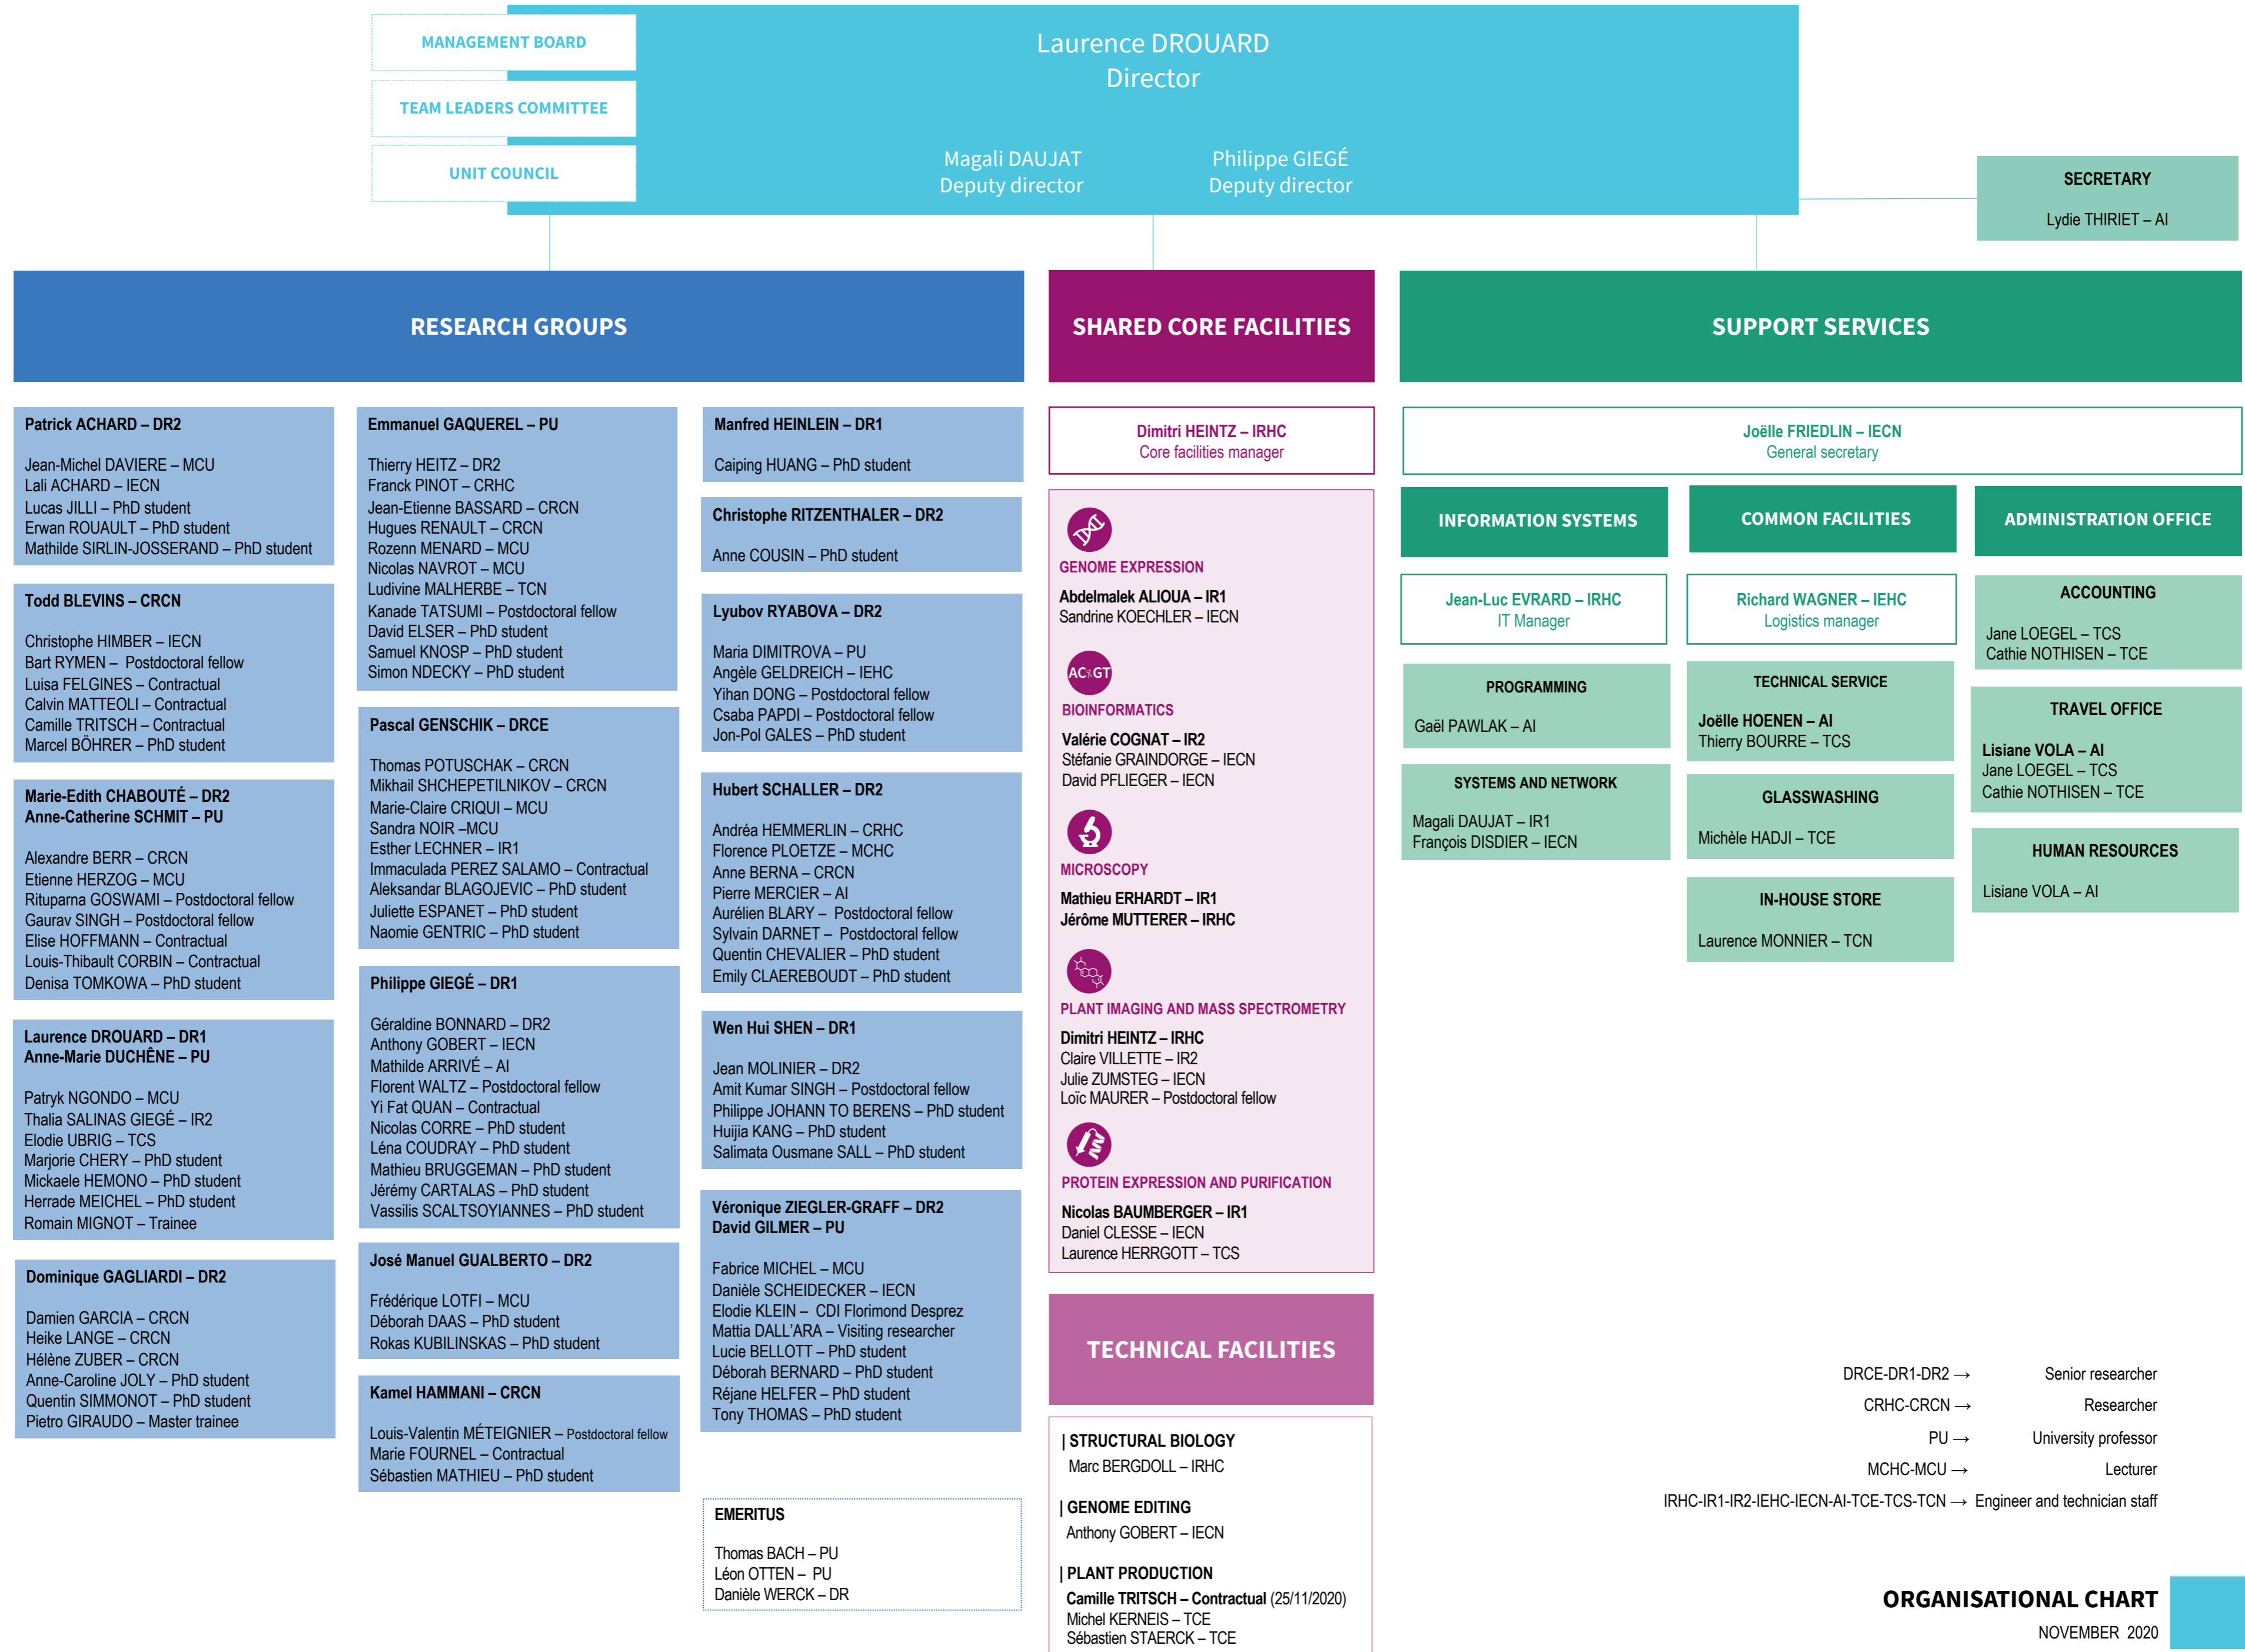 MANAGEMENT BOARD
TEAM LEADERS COMMITTEE
UNIT COUNCIL
Laurence DROUARD
Director
Magali DAUJAT
Deputy director
Philippe GIEGÉ
Deputy director
SECRETARY
Lydie THIRIET – AI
RESEARCH GROUPS
Patrick ACHARD – DR2
Jean-Michel DAVIERE – MCU
Lali ACHARD – IECN
Lucas JILLI – PhD student
Erwan ROUAULT – PhD student
Mathilde SIRLIN-JOSSERAND – PhD student
Todd BLEVINS – CRCN
Christophe HIMBER – IECN
Bart RYMEN – Postdoctoral fellow
Luisa FELGINES – Contractual
Calvin MATTEOLI – Contractual
Camille TRITSCH – Contractual
Marcel BÖHRER – PhD student
Marie-Edith CHABOUTÉ – DR2
Anne-Catherine SCHMIT – PU
Alexandre BERR – CRCN
Etienne HERZOG – MCU
Rituparna GOSWAMI – Postdoctoral fellow
Gaurav SINGH – Postdoctoral fellow
Elise HOFFMANN – Contractual
Louis-Thibault CORBIN – Contractual
Denisa TOMKOWA – PhD student
Laurence DROUARD – DR1
Anne-Marie DUCHÊNE – PU
Patryk NGONDO – MCU
Thalia SALINAS GIEGÉ – IR2
Elodie UBRIG – TCS
Marjorie CHERY – PhD student
Mickaele HEMONO – PhD student
Herrade MEICHEL – PhD student
Romain MIGNOT – Trainee
Dominique GAGLIARDI – DR2
Damien GARCIA – CRCN
Heike LANGE – CRCN
Hélène ZUBER – CRCN
Anne-Caroline JOLY – PhD student
Quentin SIMMONOT – PhD student
Pietro GIRAUDO – Master trainee
Emmanuel GAQUEREL – PU
Thierry HEITZ – DR2
Franck PINOT – CRHC
Jean-Etienne BASSARD – CRCN
Hugues RENAULT – CRCN
Rozenn MENARD – MCU
Nicolas NAVROT – MCU
Ludivine MALHERBE – TCN
Kanade TATSUMI – Postdoctoral fellow
David ELSER – PhD student
Samuel KNOSP – PhD student
Simon NDECKY – PhD student
Pascal GENSCHIK – DRCE
Thomas POTUSCHAK – CRCN
Mikhail SHCHEPETILNIKOV – CRCN
Marie-Claire CRIQUI – MCU
Sandra NOIR –MCU
Esther LECHNER – IR1
Immaculada PEREZ SALAMO – Contractual
Aleksandar BLAGOJEVIC – PhD student
Juliette ESPANET – PhD student
Naomie GENTRIC – PhD student
Philippe GIEGÉ – DR1
Géraldine BONNARD – DR2
Anthony GOBERT – IECN
Mathilde ARRIVÉ – AI
Florent WALTZ – Postdoctoral fellow
Yi Fat QUAN – Contractual
Nicolas CORRE – PhD student
Léna COUDRAY – PhD student
Mathieu BRUGGEMAN – PhD student
Jérémy CARTALAS – PhD student
Vassilis SCALTSOYIANNES – PhD student
José Manuel GUALBERTO – DR2
Frédérique LOTFI – MCU
Déborah DAAS – PhD student
Rokas KUBILINSKAS – PhD student
Kamel HAMMANI – CRCN
Louis-Valentin MÉTEIGNIER – Postdoctoral fellow
Marie FOURNEL – Contractual
Sébastien MATHIEU – PhD student
Manfred HEINLEIN – DR1
Caiping HUANG – PhD student
Christophe RITZENTHALER – DR2
Anne COUSIN – PhD student
Lyubov RYABOVA – DR2
Maria DIMITROVA – PU
Angèle GELDREICH – IEHC
Yihan DONG – Postdoctoral fellow
Csaba PAPDI – Postdoctoral fellow
Jon-Pol GALES – PhD student
Hubert SCHALLER – DR2
Andréa HEMMERLIN – CRHC
Florence PLOETZE – MCHC
Anne BERNA – CRCN
Pierre MERCIER – AI
Aurélien BLARY – Postdoctoral fellow
Sylvain DARNET – Postdoctoral fellow
Quentin CHEVALIER – PhD student
Emily CLAEREBOUDT – PhD student
Wen Hui SHEN – DR1
Jean MOLINIER – DR2
Amit Kumar SINGH – Postdoctoral fellow
Philippe JOHANN TO BERENS – PhD student
Huijia KANG – PhD student
Salimata Ousmane SALL – PhD student
Véronique ZIEGLER-GRAFF – DR2
David GILMER – PU
Fabrice MICHEL – MCU
Danièle SCHEIDECKER – IECN
Elodie KLEIN – CDI Florimond Desprez
Mattia DALL'ARA – Visiting researcher
Lucie BELLOTT – PhD student
Déborah BERNARD – PhD student
Réjane HELFER – PhD student
Tony THOMAS – PhD student
EMERITUS
Thomas BACH – PU
Léon OTTEN – PU
Danièle WERCK – DR
SHARED CORE FACILITIES
Dimitri HEINTZ – IRHC
Core facilities manager
GENOME EXPRESSION
Abdelmalek ALIOUA – IR1
Sandrine KOECHLER – IECN
AC GT
BIOINFORMATICS
Valérie COGNAT – IR2
Stéfanie GRAINDORGE – IECN
David PFLIEGER – IECN
MICROSCOPY
Mathieu ERHARDT – IR1
Jérôme MUTTERER – IRHC
PLANT IMAGING AND MASS SPECTROMETRY
Dimitri HEINTZ – IRHC
Claire VILLETTE – IR2
Julie ZUMSTEG – IECN
Loïc MAURER – Postdoctoral fellow
PROTEIN EXPRESSION AND PURIFICATION
Nicolas BAUMBERGER – IR1
Daniel CLESSE – IECN
Laurence HERRGOTT – TCS
TECHNICAL FACILITIES
| STRUCTURAL BIOLOGY
Marc BERGDOLL – IRHC
| GENOME EDITING
Anthony GOBERT – IECN
| PLANT PRODUCTION
Camille TRITSCH – Contractual (25/11/2020)
Michel KERNEIS – TCE
Sébastien STAERCK – TCE
SUPPORT SERVICES
Joëlle FRIEDLIN – IECN
General secretary
INFORMATION SYSTEMS
Jean-Luc EVRARD – IRHC
IT Manager
PROGRAMMING
Gaël PAWLAK – AI
SYSTEMS AND NETWORK
Magali DAUJAT – IR1
François DISDIER – IECN
COMMON FACILITIES
Richard WAGNER – IEHC
Logistics manager
TECHNICAL SERVICE
Joëlle HOENEN – AI
Thierry BOURRE – TCS
GLASSWASHING
Michèle HADJI – TCE
IN-HOUSE STORE
Laurence MONNIER – TCN
ADMINISTRATION OFFICE
ACCOUNTING
Jane LOEGEL – TCS
Cathie NOTHISEN – TCE
TRAVEL OFFICE
Lisiane VOLA – AI
Jane LOEGEL – TCS
Cathie NOTHISEN – TCE
HUMAN RESOURCES
Lisiane VOLA – AI
DRCE-DR1-DR2 → Senior researcher
CRHC-CRCN → Researcher
PU → University professor
MCHC-MCU → Lecturer
IRHC-IR1-IR2-IEHC-IECN-AI-TCE-TCS-TCN → Engineer and technician staff
ORGANISATIONAL CHART
NOVEMBER 2020